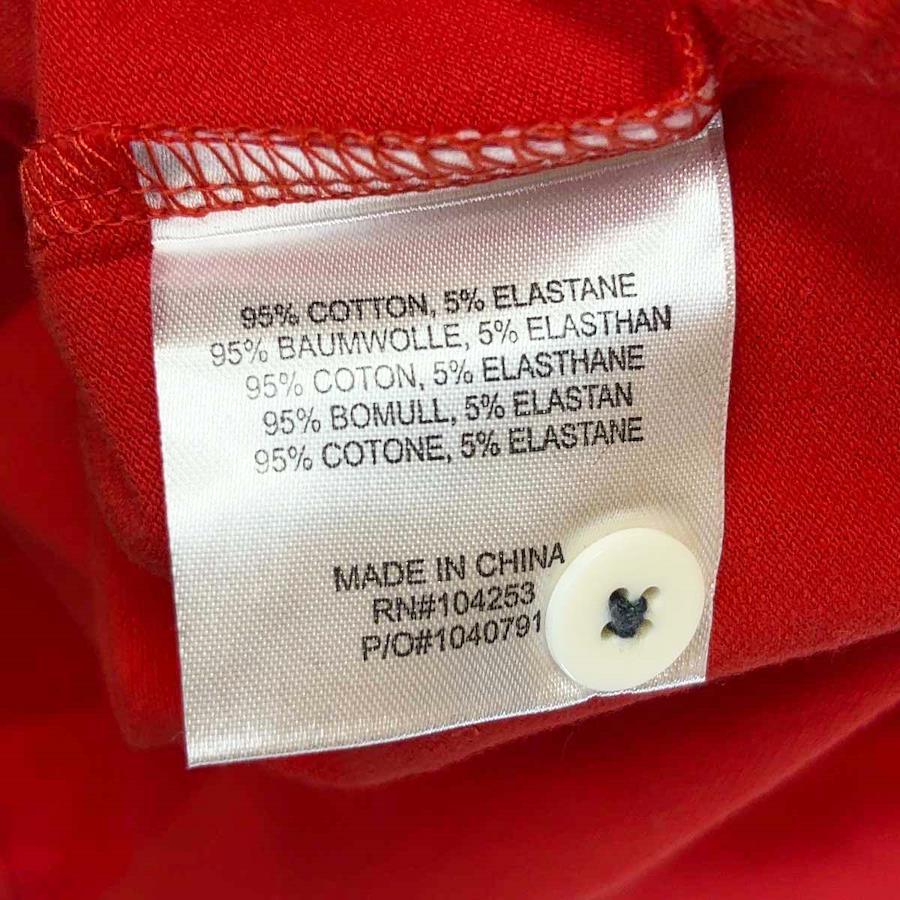 95% COTTON, 5% ELASTANE
95% BAUMWOLLE, 5% ELASTHAN
95% COTON, 5% ELASTHANE
95% BOMULL, 5% ELASTAN
95% COTONE, 5% ELASTANE
MADE IN CHINA
RN#104253
P/O#1040791